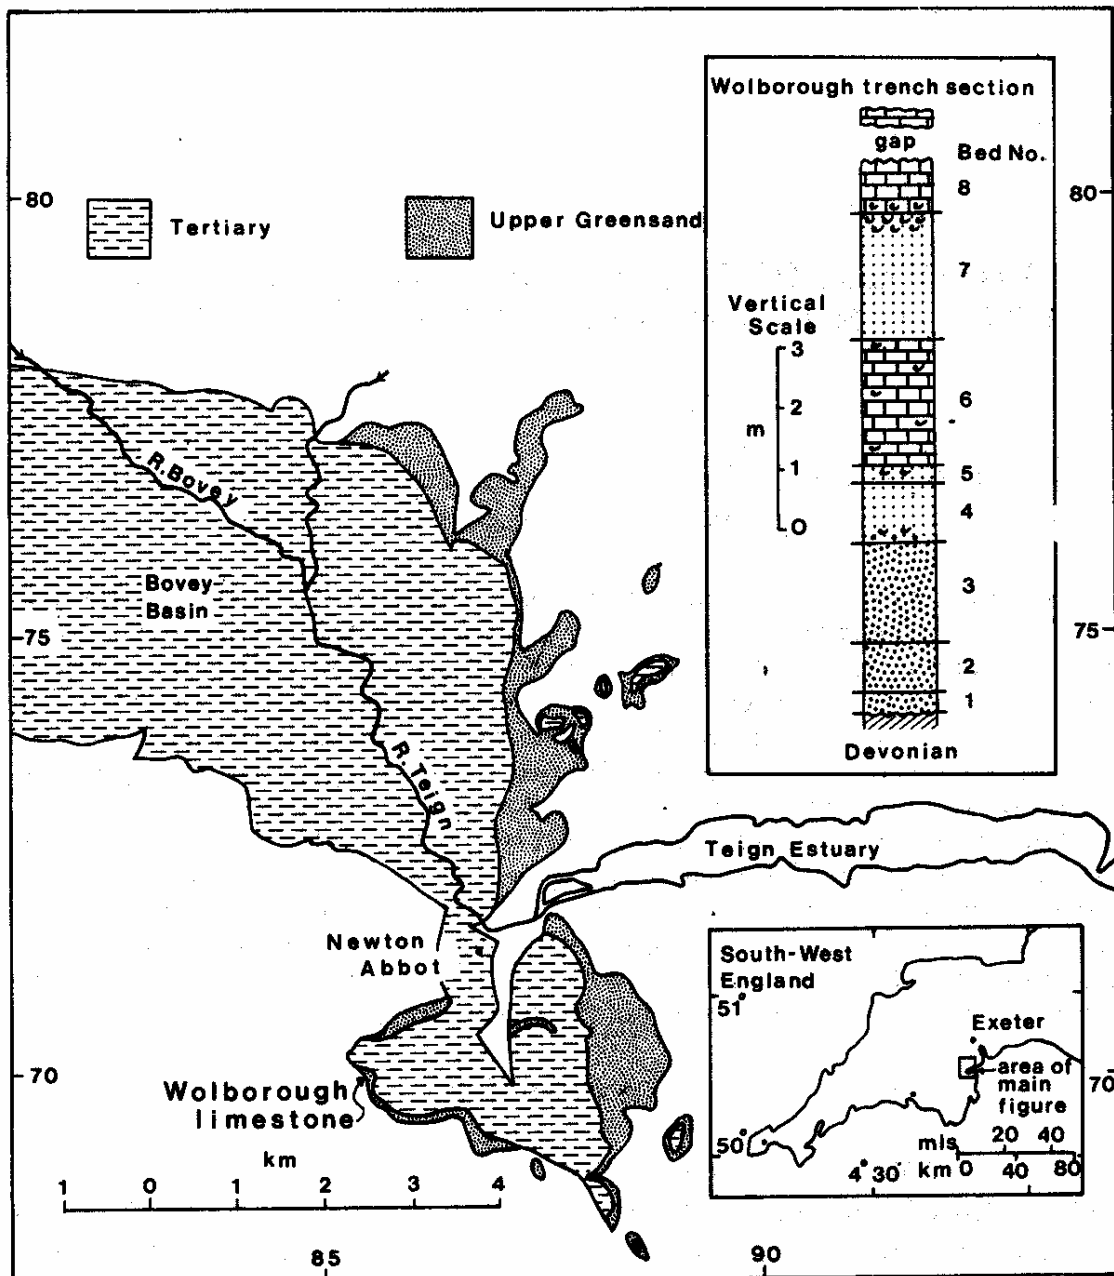 Wolborough trench section
gap
Bed No.
8
7
6
5
4
3
2
1
Vertical
Scale
3
2
m
1
0
Devonian
80
80
Tertiary
Upper Greensand
R.Bovey
Bovey
Basin
75
75
R.Teign
Teign Estuary
Newton
Abbot
70
70
Wolborough
limestone
km
1 0 1 2 3 4
85
90
South-West
England
51°
Exeter
area of
main
figure
50°
4° 30'
mls 20 40
km 0 40 80